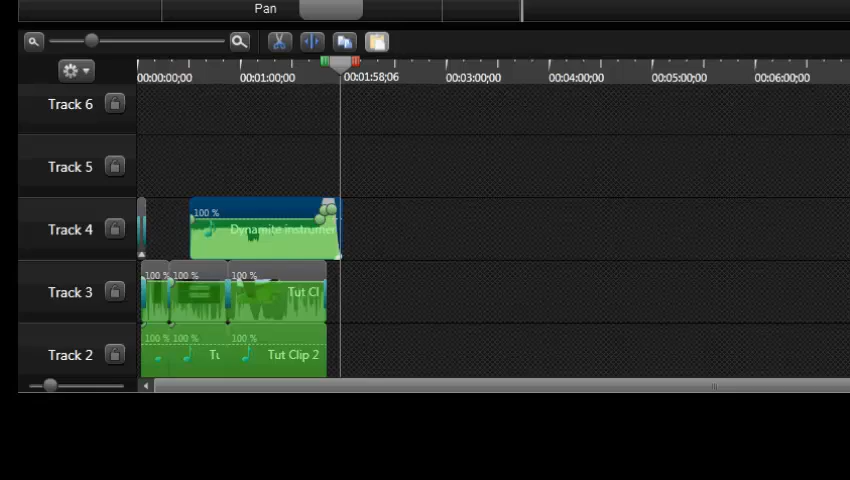 Pan
00:00:00;00 00:01:00;00 00:01:58;06 00:03:00;00 00:04:00;00 00:05:00;00 00:06:00;00
Track 6
Track 5
Track 4
100 %
Dynamite instrumer
Track 3
100 % 100 % 100 %
Tut Cl
Track 2
100 % 100 % 100 %
Tut Clip 2